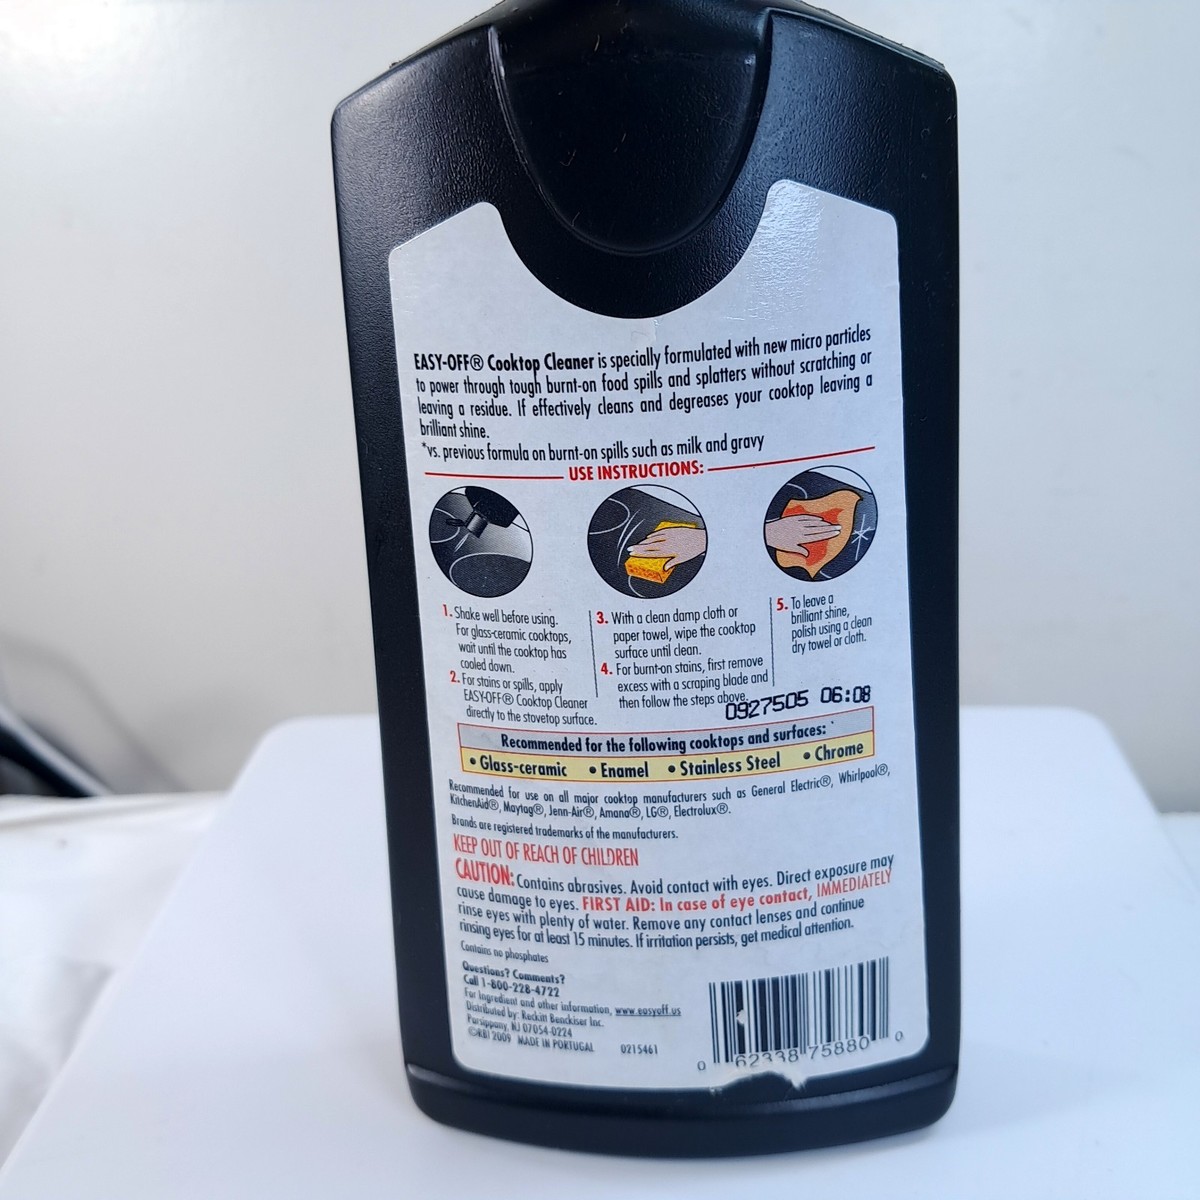 EASY-OFF® Cooktop Cleaner is specially formulated with new micro particles
to power through tough burnt-on food spills and splatters without scratching or
leaving a residue. If effectively cleans and degreases your cooktop leaving a
brilliant shine.
*vs. previous formula on burnt-on spills such as milk and gravy
USE INSTRUCTIONS:
1. Shake well before using.
For glass-ceramic cooktops,
wait until the cooktop has
cooled down.
2. For stains or spills, apply
EASY-OFF® Cooktop Cleaner
directly to the stovetop surface.
3. With a clean damp cloth or
paper towel, wipe the cooktop
surface until clean.
4. For burnt-on stains, first remove
excess with a scraping blade and
then follow the steps above.
5. To leave a
brilliant shine,
polish using a clean
dry towel or cloth.
0927505 06:08
Recommended for the following cooktops and surfaces:
• Glass-ceramic • Enamel • Stainless Steel • Chrome
Recommended for use on all major cooktop manufacturers such as General Electric®, Whirlpool®,
KitchenAid®, Maytag®, Jenn-Air®, Amana®, LG®, Electrolux®.
Brands are registered trademarks of the manufacturers.
KEEP OUT OF REACH OF CHILDREN
CAUTION: Contains abrasives. Avoid contact with eyes. Direct exposure may
cause damage to eyes. FIRST AID: In case of eye contact, IMMEDIATELY
rinse eyes with plenty of water. Remove any contact lenses and continue
rinsing eyes for at least 15 minutes. If irritation persists, get medical attention.
Contains no phosphates
Questions? Comments?
Call 1-800-228-4722
For ingredient and other information, www.easyoff.us
Distributed by: Reckitt Benckiser Inc.
Parsippany, NJ 07054-0224
©RBI 2009 MADE IN PORTUGAL 0215461
0 62338 75880 0